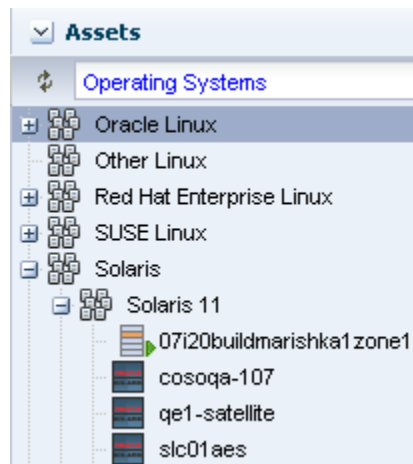 Assets
Operating Systems
Oracle Linux
Other Linux
Red Hat Enterprise Linux
SUSE Linux
Solaris
Solaris 11
07i20buildmarishka1zone1
cosoqa-107
qe1-satellite
slc01aes